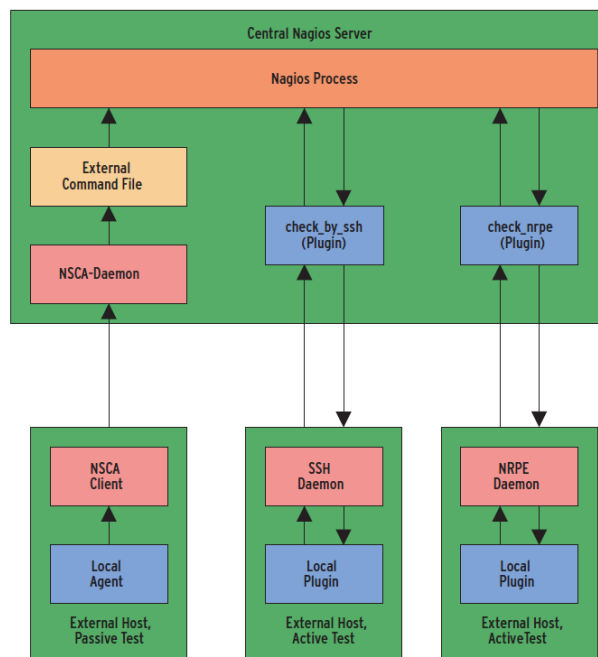 Central Nagios Server
Nagios Process
External
Command File
check_by_ssh
(Plugin)
check_nrpe
(Plugin)
NSCA-Daemon
NSCA
Client
SSH
Daemon
NRPE
Daemon
Local
Agent
Local
Plugin
Local
Plugin
External Host,
Passive Test
External Host,
Active Test
External Host,
ActiveTest